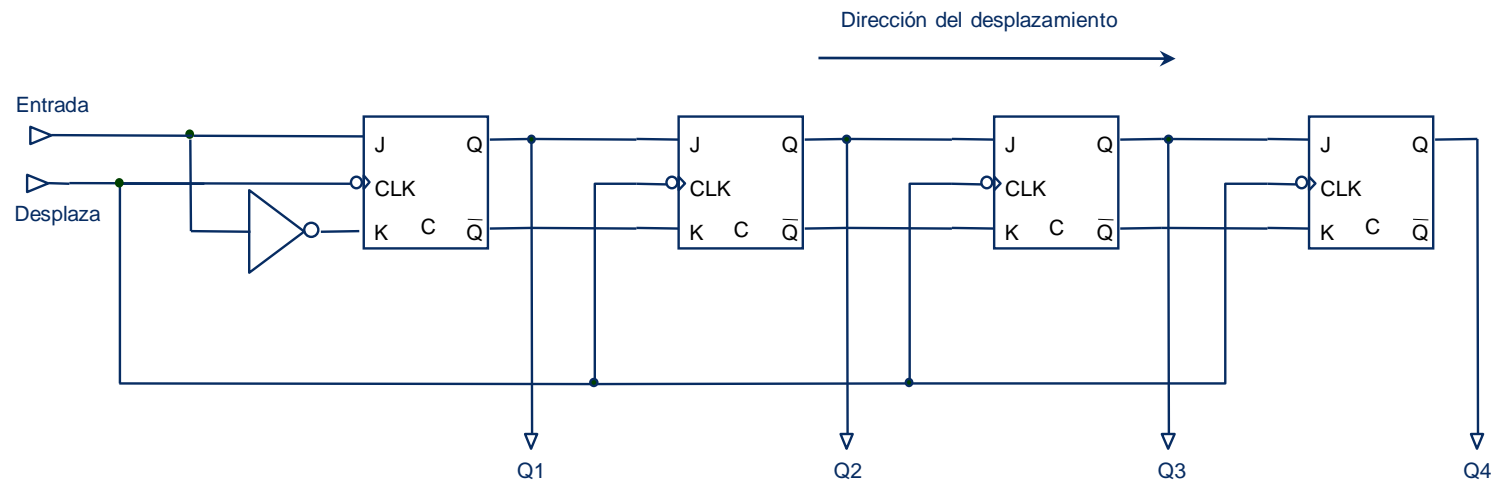 Dirección del desplazamiento
Entrada
Desplaza
J Q
CLK
K C Q̅
J Q
CLK
K C Q̅
J Q
CLK
K C Q̅
J Q
CLK
K C Q̅
Q1 Q2 Q3 Q4